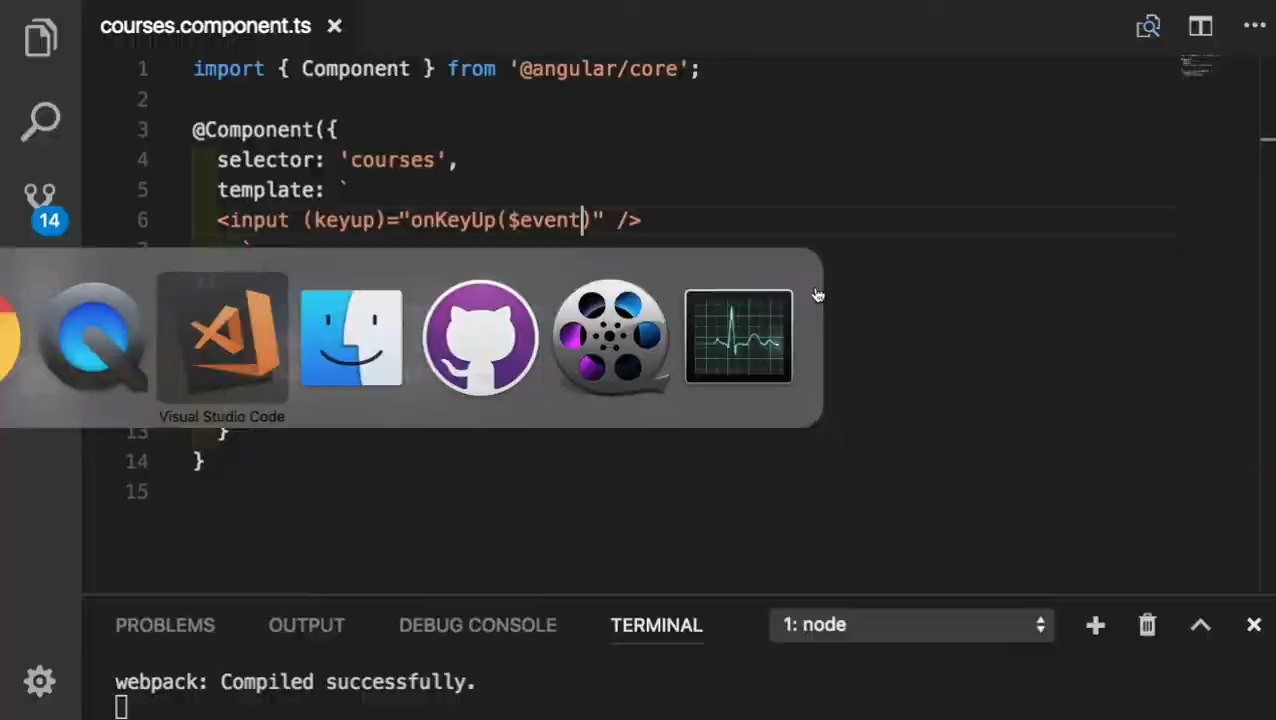 courses.component.ts
1 import { Component } from '@angular/core';
2
3 @Component({
4 selector: 'courses',
5 template: `
6 <input (keyup)="onKeyUp($event)" />
`
14
Visual Studio Code
13 }
14 }
15
PROBLEMS OUTPUT DEBUG CONSOLE TERMINAL 1: node
webpack: Compiled successfully.